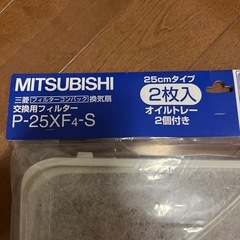 MITSUBISHI
三菱(フィルターコンパック)換気扇
交換用フィルター
P-25XF4-S
25cmタイプ
2枚入
オイルトレー
2個付き